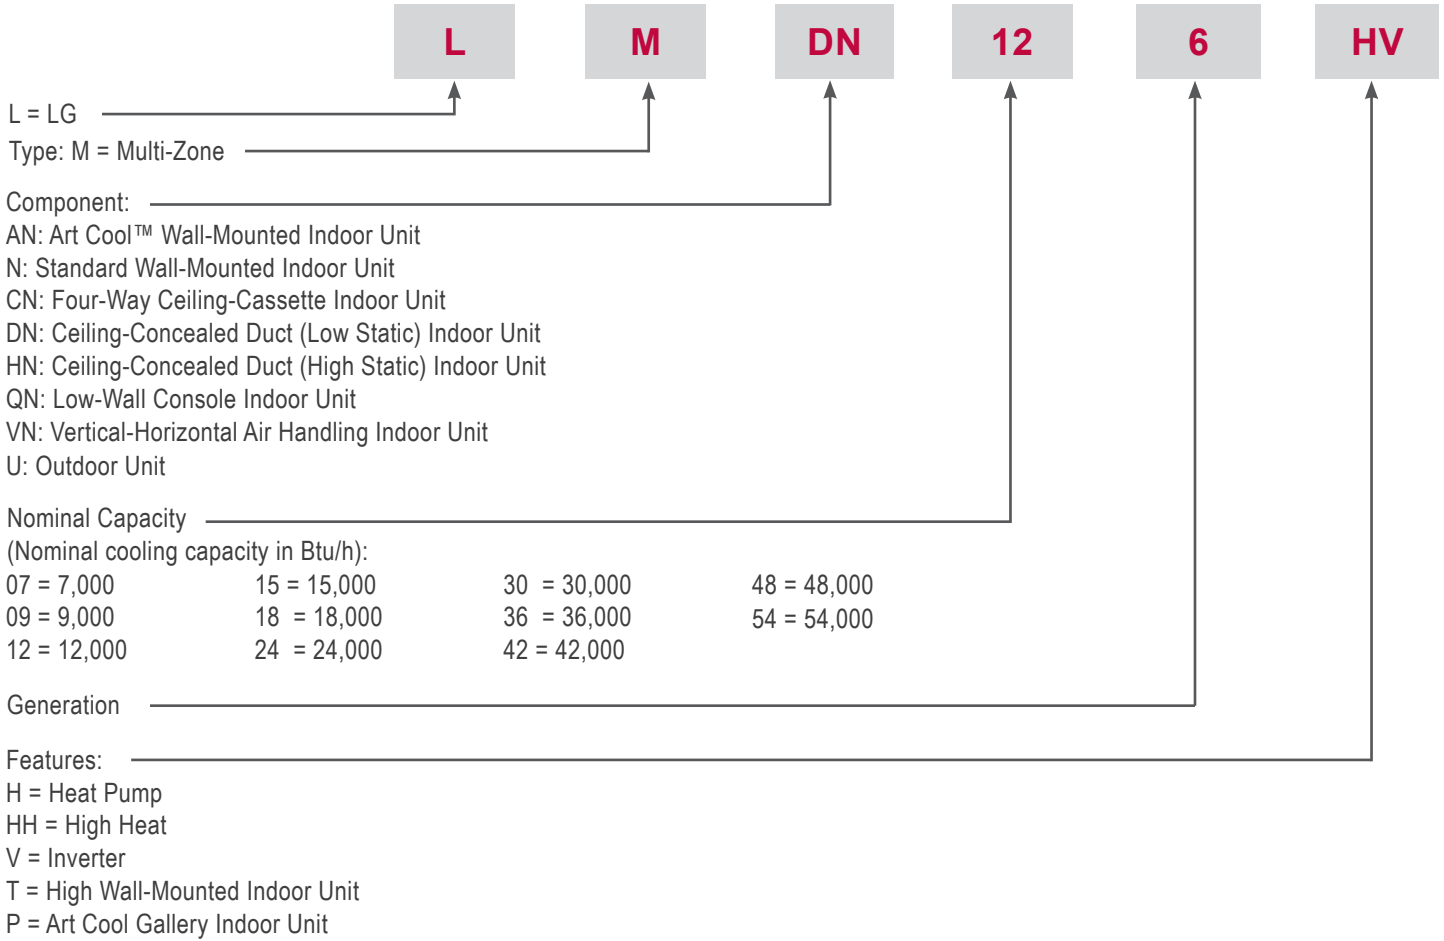 L M DN 12 6 HV
L = LG
Type: M = Multi-Zone
Component:
AN: Art Cool™ Wall-Mounted Indoor Unit
N: Standard Wall-Mounted Indoor Unit
CN: Four-Way Ceiling-Cassette Indoor Unit
DN: Ceiling-Concealed Duct (Low Static) Indoor Unit
HN: Ceiling-Concealed Duct (High Static) Indoor Unit
QN: Low-Wall Console Indoor Unit
VN: Vertical-Horizontal Air Handling Indoor Unit
U: Outdoor Unit
Nominal Capacity
(Nominal cooling capacity in Btu/h):
07 = 7,000 15 = 15,000 30 = 30,000 48 = 48,000
09 = 9,000 18 = 18,000 36 = 36,000 54 = 54,000
12 = 12,000 24 = 24,000 42 = 42,000
Generation
Features:
H = Heat Pump
HH = High Heat
V = Inverter
T = High Wall-Mounted Indoor Unit
P = Art Cool Gallery Indoor Unit